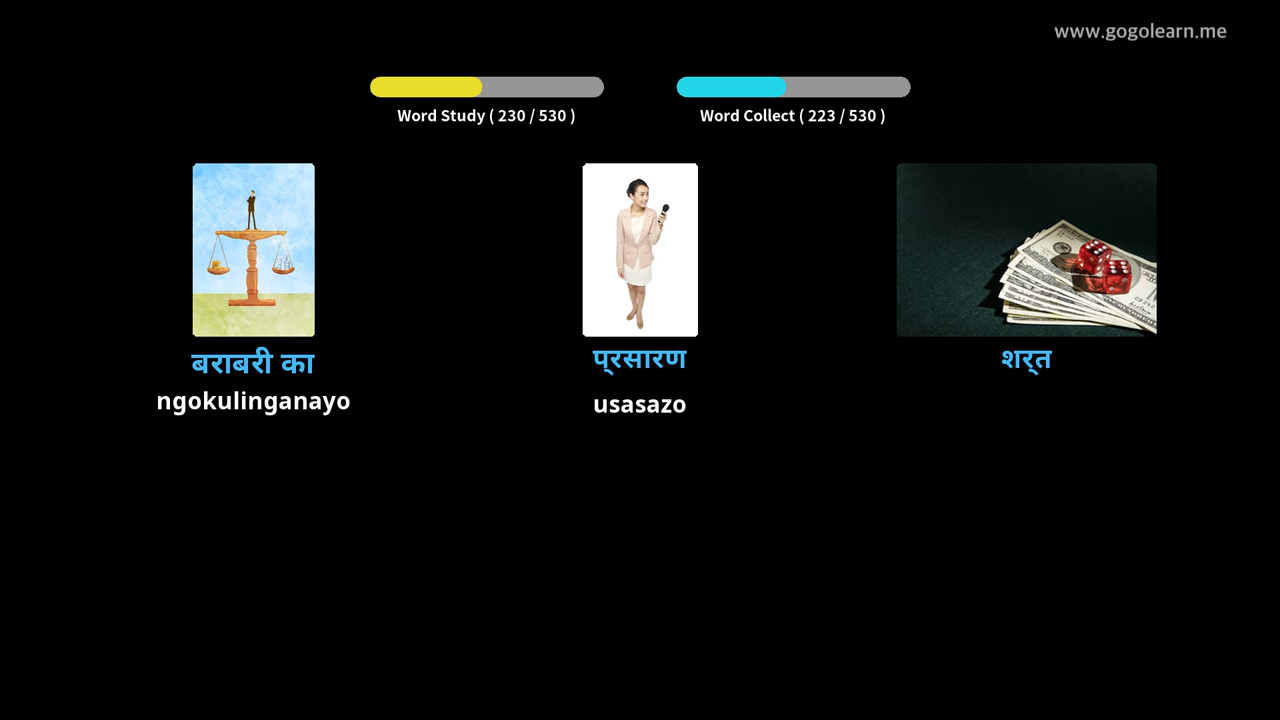 www.gogolearn.me
Word Study ( 230 / 530 )
Word Collect ( 223 / 530 )
बराबरी का
प्रसारण
शर्त
ngokulinganayo
usasazo